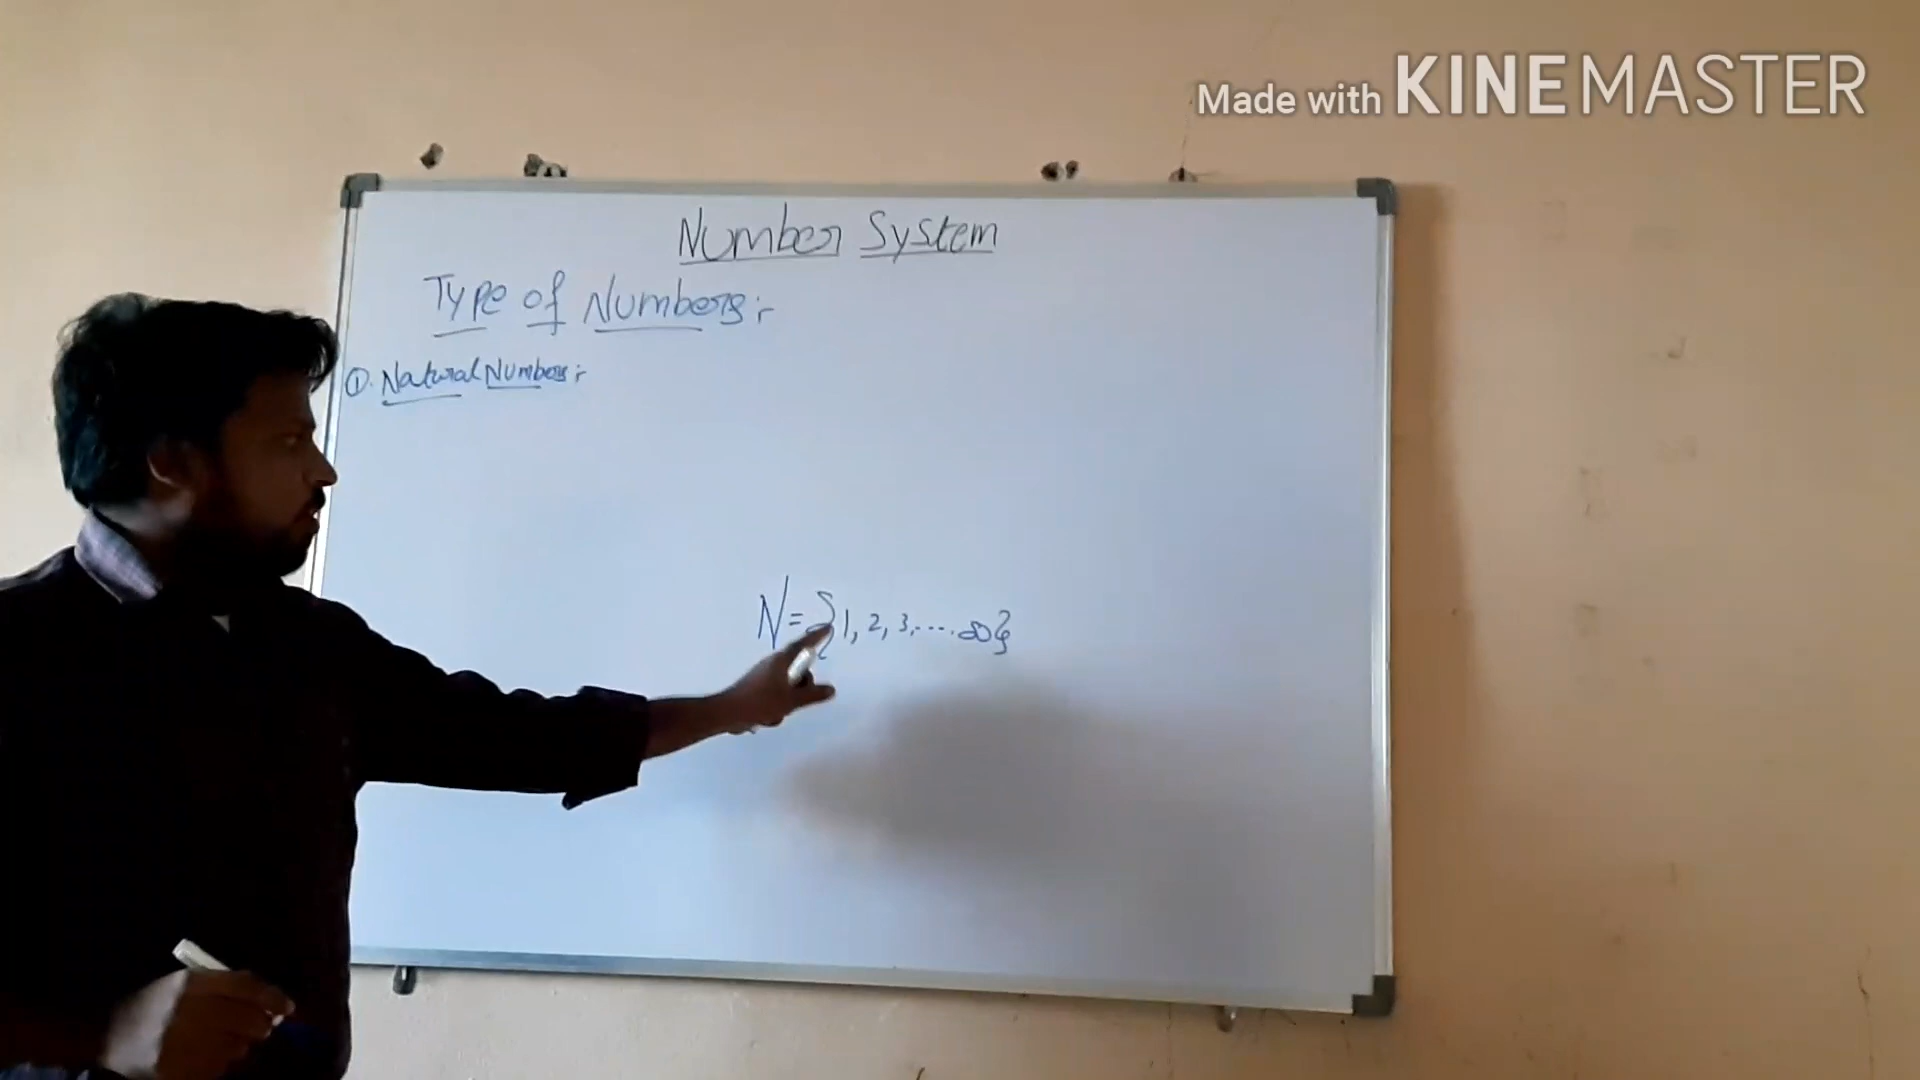 Made with KINEMASTER
Number System
Type of Numbers:-
①. Natural Numbers:-
N={1, 2, 3,.....∞}